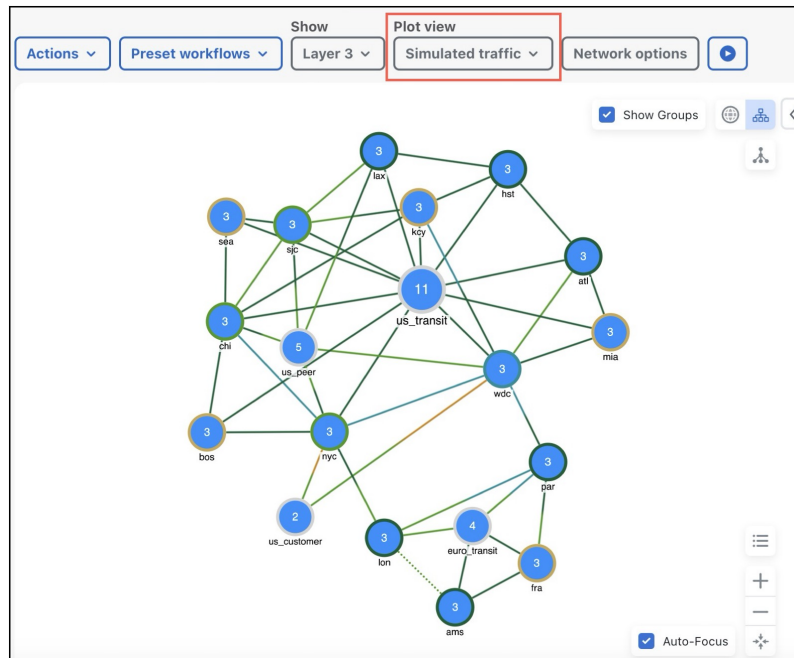 Show
Plot view
Actions
Preset workflows
Layer 3
Simulated traffic
Network options
Show Groups
3
lax
3
hst
3
sea
3
sjc
3
kcy
3
atl
11
us_transit
3
chi
5
us_peer
3
mia
3
wdc
3
bos
3
nyc
3
par
2
us_customer
3
lon
4
euro_transit
3
fra
3
ams
Auto-Focus